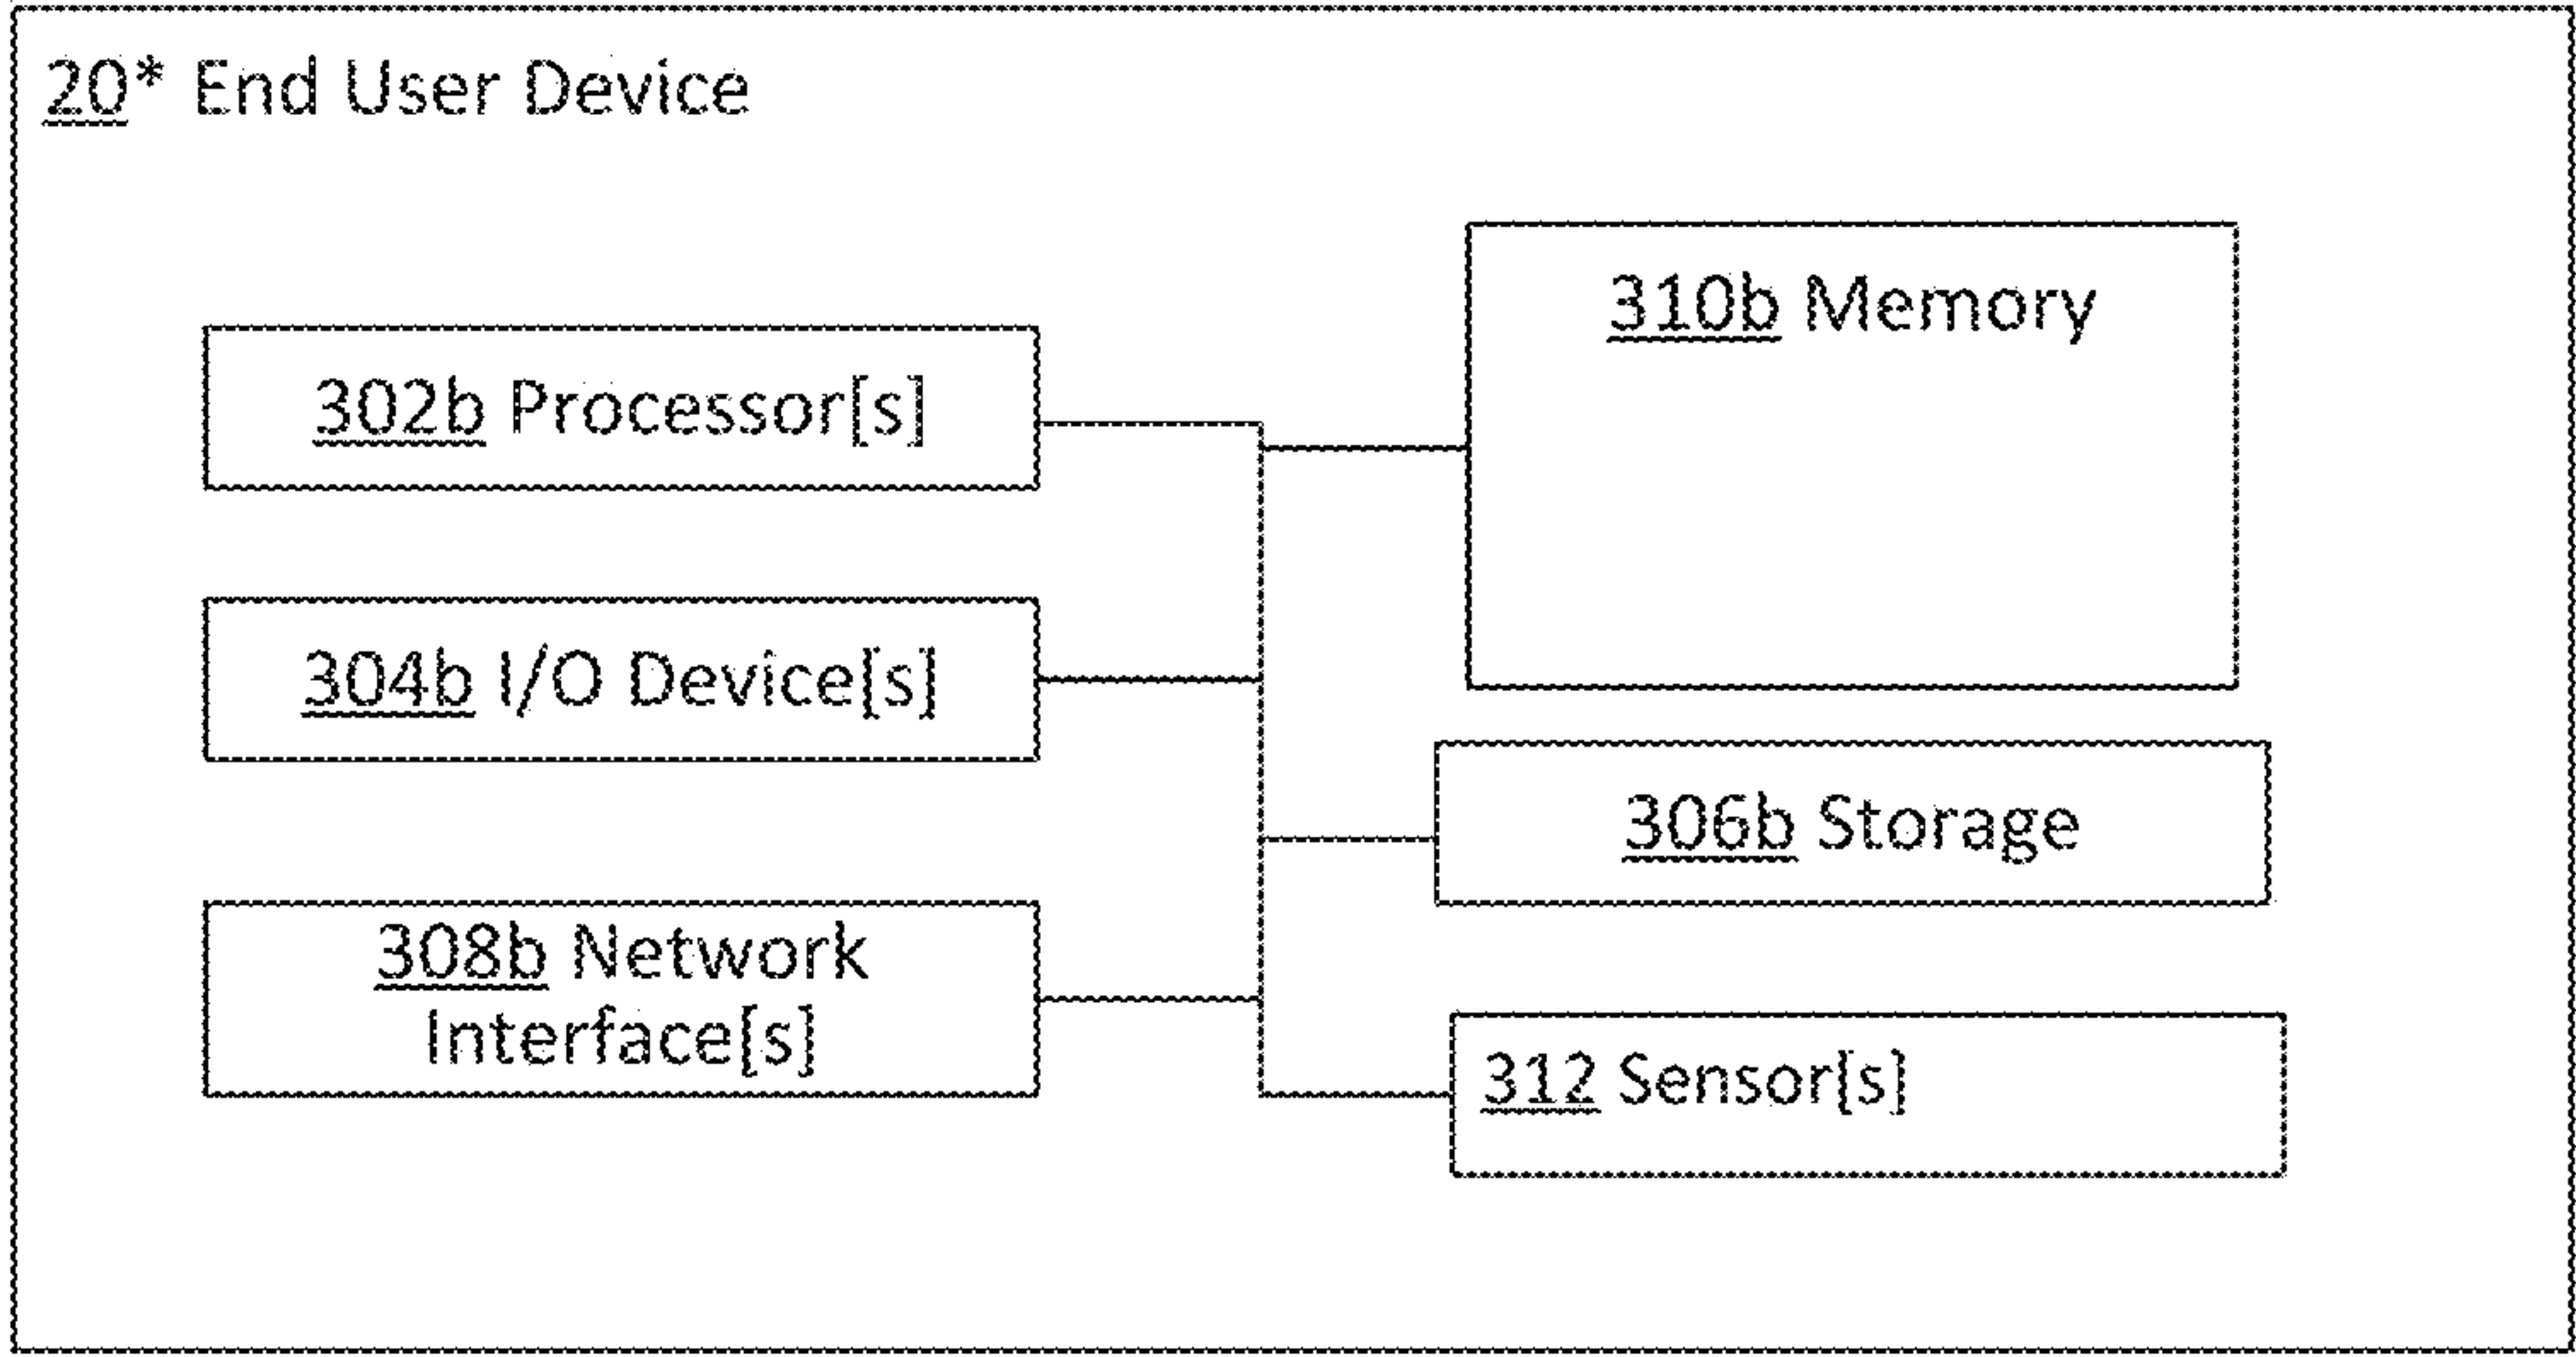 20* End User Device
302b Processor[s]
304b I/O Device[s]
308b Network
Interface[s]
310b Memory
306b Storage
312 Sensor[s]